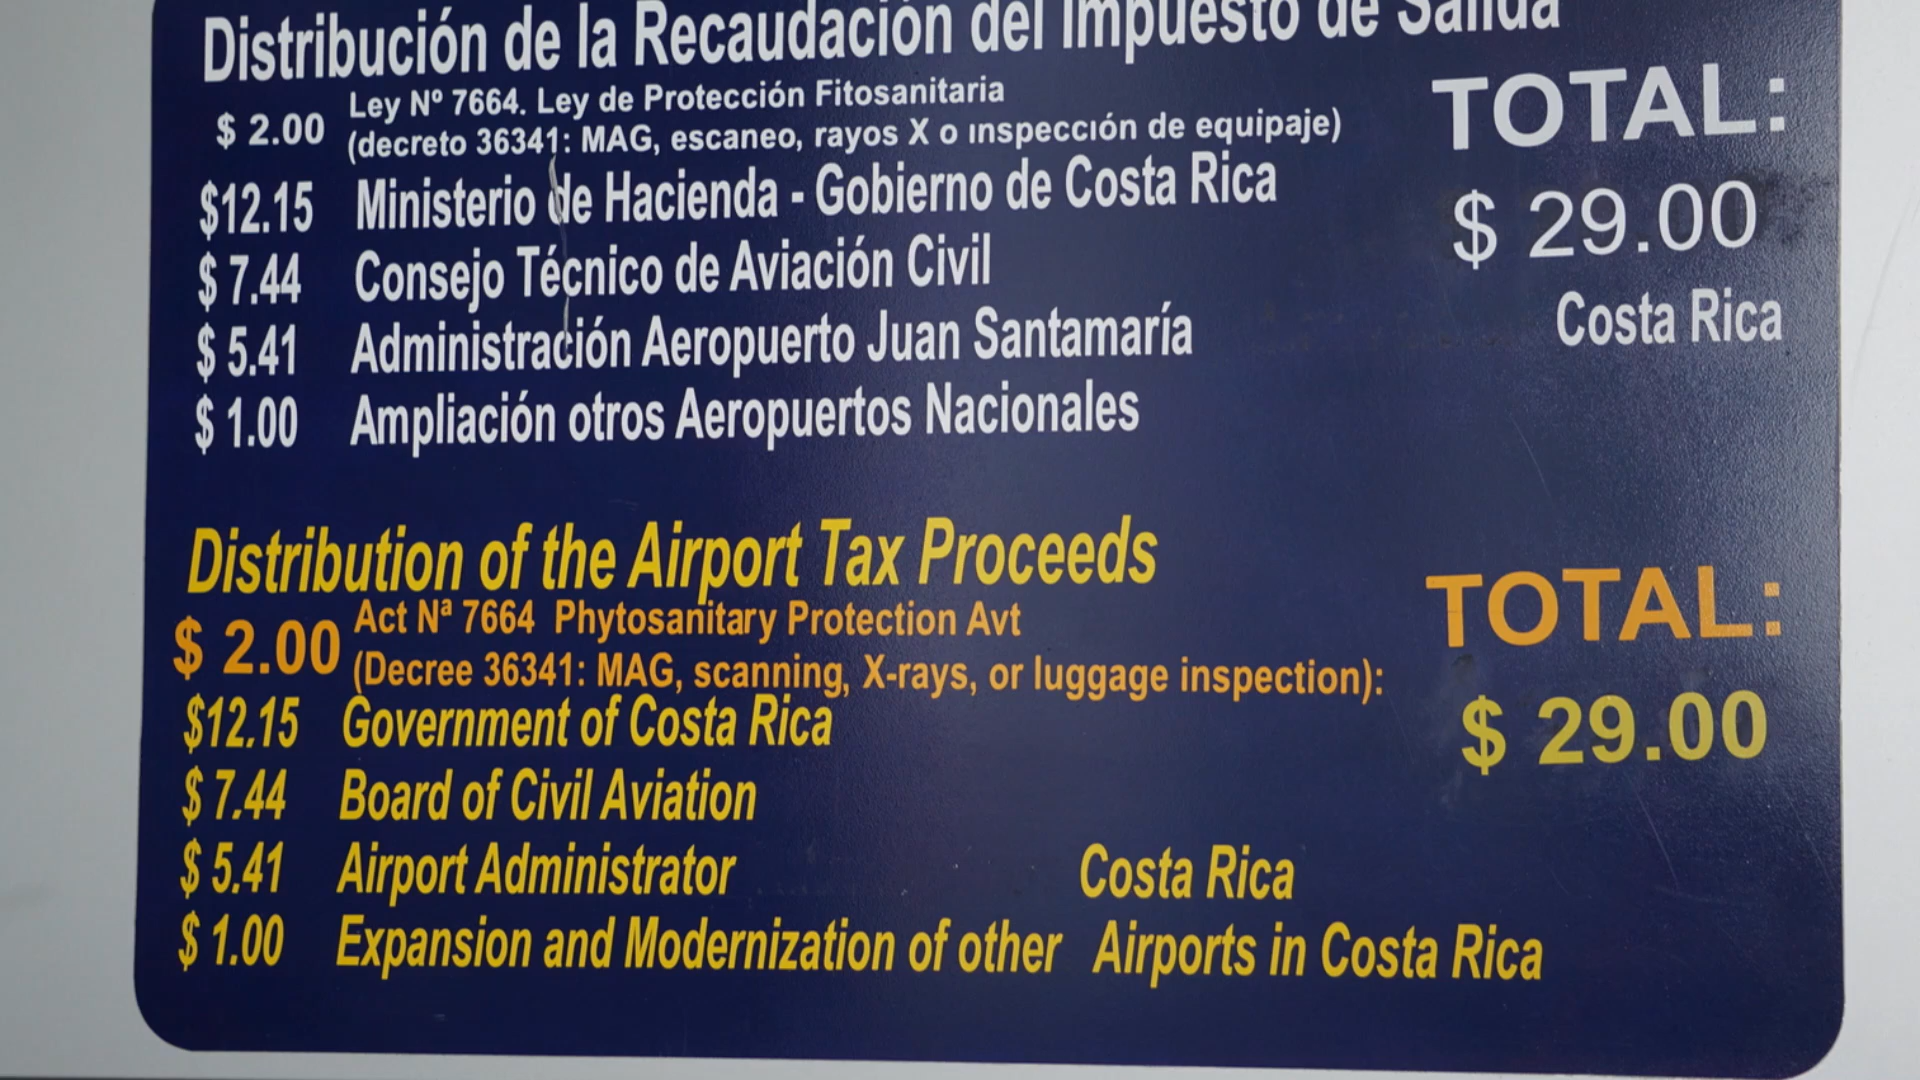 Distribución de la Recaudación del Impuesto de Salida
$ 2.00 Ley Nº 7664. Ley de Protección Fitosanitaria
(decreto 36341: MAG, escaneo, rayos X o ınspeccıón de equipaje)
$12.15 Ministerio de Hacienda - Gobierno de Costa Rica
$ 7.44 Consejo Técnico de Aviación Civil
$ 5.41 Administración Aeropuerto Juan Santamaría
$ 1.00 Ampliación otros Aeropuertos Nacionales
TOTAL:
$ 29.00
Costa Rica
Distribution of the Airport Tax Proceeds
$ 2.00 Act Nª 7664 Phytosanitary Protection Avt
(Decree 36341: MAG, scanning, X-rays, or luggage inspection):
$12.15 Government of Costa Rica
$ 7.44 Board of Civil Aviation
$ 5.41 Airport Administrator Costa Rica
$ 1.00 Expansion and Modernization of other Airports in Costa Rica
TOTAL:
$ 29.00